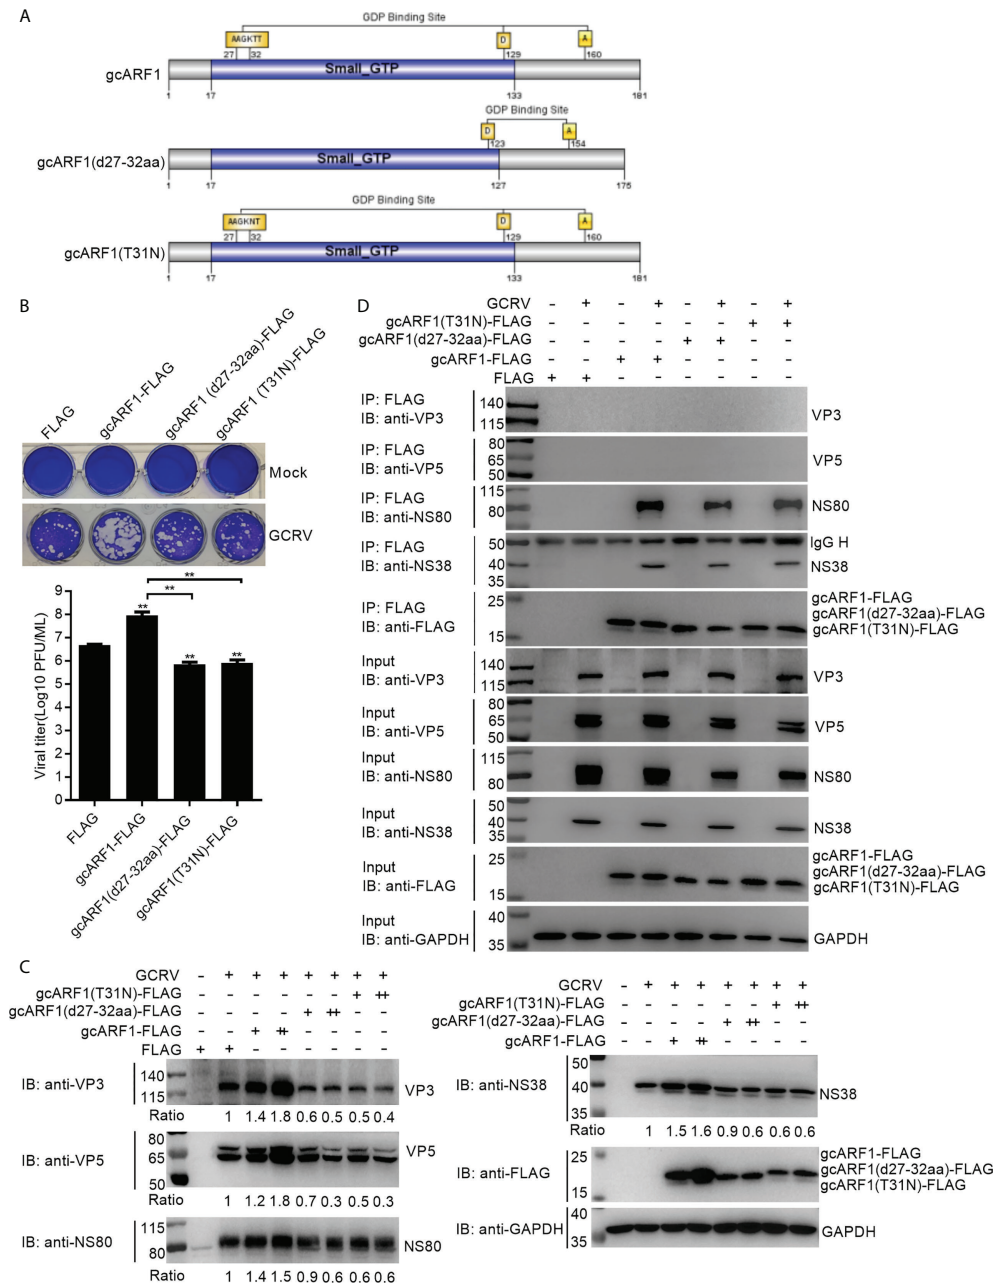 A
GDP Binding Site
AAGKTT D A
27 32 129 160
gcARF1 Small_GTP
1 17 133 181
GDP Binding Site
D A
123 154
gcARF1(d27-32aa) Small_GTP
1 17 127 175
GDP Binding Site
AAGKNT D A
27 32 129 160
gcARF1(T31N) Small_GTP
1 17 133 181
B
FLAG gcARF1-FLAG gcARF1 (d27-32aa)-FLAG gcARF1 (T31N)-FLAG
Mock
GCRV
**
**
** ** **
Viral titer(Log10 PFU/ML)
9
8
7
6
5
4
3
2
1
0
FLAG gcARF1-FLAG gcARF1(d27-32aa)-FLAG gcARF1(T31N)-FLAG
D
GCRV - + - + - + - +
gcARF1(T31N)-FLAG - - - - - - + +
gcARF1(d27-32aa)-FLAG - - - - + + - -
gcARF1-FLAG - - + + - - - -
FLAG + + - - - - - -
IP: FLAG
IB: anti-VP3
140
115
VP3
IP: FLAG
IB: anti-VP5
80
65
50
VP5
IP: FLAG
IB: anti-NS80
115
80
NS80
IP: FLAG
IB: anti-NS38
50
40
35
IgG H
NS38
IP: FLAG
IB: anti-FLAG
25
15
gcARF1-FLAG
gcARF1(d27-32aa)-FLAG
gcARF1(T31N)-FLAG
Input
IB: anti-VP3
140
115
VP3
Input
IB: anti-VP5
80
65
50
VP5
Input
IB: anti-NS80
115
80
NS80
Input
IB: anti-NS38
50
40
35
NS38
Input
IB: anti-FLAG
25
15
gcARF1-FLAG
gcARF1(d27-32aa)-FLAG
gcARF1(T31N)-FLAG
Input
IB: anti-GAPDH
40
35
GAPDH
C
GCRV - + + + + + + +
gcARF1(T31N)-FLAG - - - - - - + ++
gcARF1(d27-32aa)-FLAG - - - - + ++ - -
gcARF1-FLAG - - + ++ - - - -
FLAG + + - - - - - -
IB: anti-VP3
140
115
VP3
Ratio 1 1.4 1.8 0.6 0.5 0.5 0.4
IB: anti-VP5
80
65
50
VP5
Ratio 1 1.2 1.8 0.7 0.3 0.5 0.3
IB: anti-NS80
115
80
NS80
Ratio 1 1.4 1.5 0.9 0.6 0.6 0.6
GCRV - + + + + + + +
gcARF1(T31N)-FLAG - - - - - - + ++
gcARF1(d27-32aa)-FLAG - - - - + ++ - -
gcARF1-FLAG - - + ++ - - - -
IB: anti-NS38
50
40
35
NS38
Ratio 1 1.5 1.6 0.9 0.6 0.6 0.6
IB: anti-FLAG
25
15
gcARF1-FLAG
gcARF1(d27-32aa)-FLAG
gcARF1(T31N)-FLAG
IB: anti-GAPDH
40
35
GAPDH